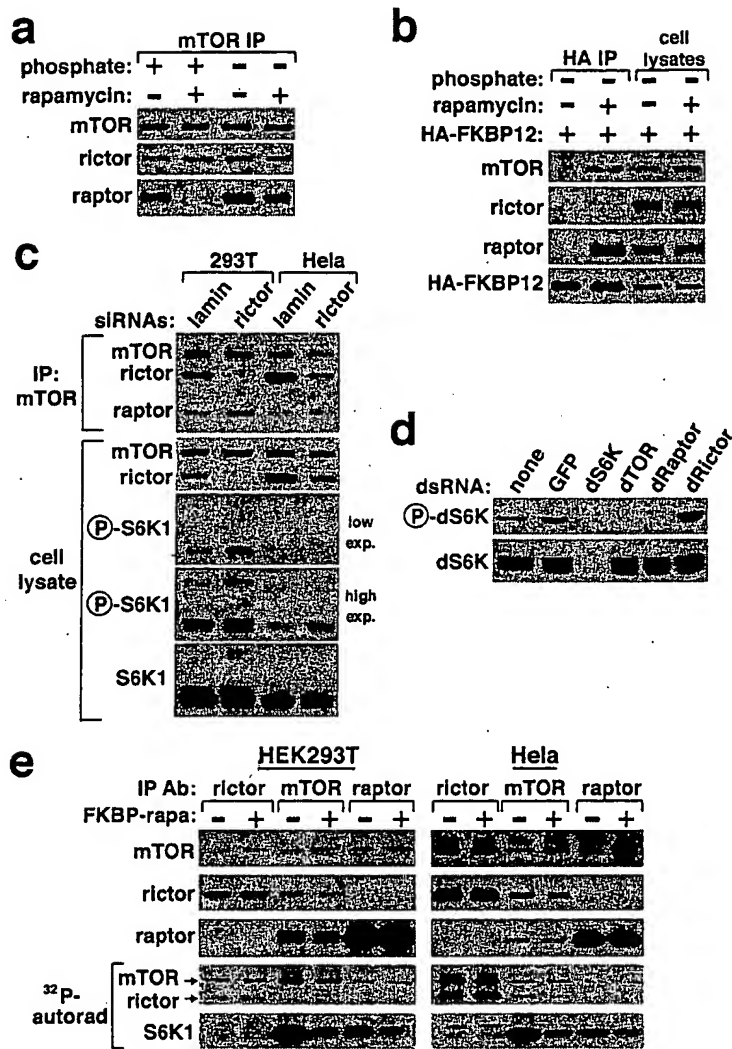 a
mTOR IP
phosphate: + + - -
rapamycin: - + - +
mTOR
rictor
raptor
b
HA IP
cell lysates
phosphate: - - - -
rapamycin: - + - +
HA-FKBP12: + + + +
mTOR
rictor
raptor
HA-FKBP12
c
293T
Hela
siRNAs: lamin rictor lamin rictor
IP: mTOR
mTOR
rictor
raptor
cell lysate
mTOR
rictor
P-S6K1
low exp.
P-S6K1
high exp.
S6K1
d
dsRNA: none GFP dS6K dTOR dRaptor dRictor
P-dS6K
dS6K
e
HEK293T
Hela
IP Ab: rictor mTOR raptor rictor mTOR raptor
FKBP-rapa: - + - + - + - + - + - +
mTOR
rictor
raptor
32P-autorad
mTOR
rictor
S6K1